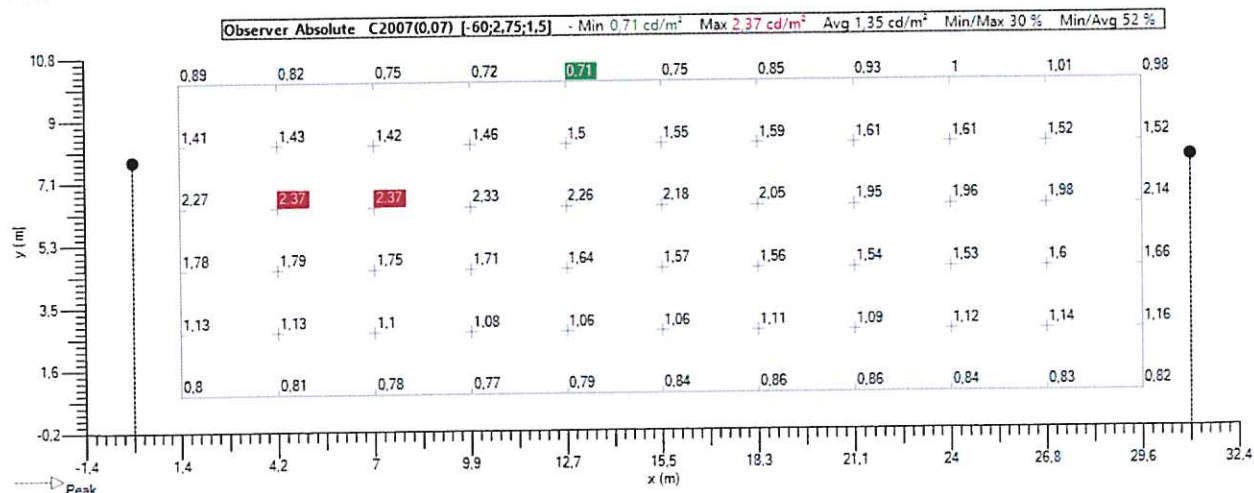 Observer Absolute C2007(0,07) [-60;2,75;1,5] - Min 0,71 cd/m² Max 2,37 cd/m² Avg 1,35 cd/m² Min/Max 30 % Min/Avg 52 %
10.8
0,89 0,82 0,75 0,72 0,71 0,75 0,85 0,93 1 1,01 0,98
9
1,41 1,43 1,42 1,46 1,5 1,55 1,59 1,61 1,61 1,52 1,52
7.1
2,27 2,37 2,37 2,33 2,26 2,18 2,05 1,95 1,96 1,98 2,14
y (m)
5.3
1,78 1,79 1,75 1,71 1,64 1,57 1,56 1,54 1,53 1,6 1,66
3.5
1,13 1,13 1,1 1,08 1,06 1,06 1,11 1,09 1,12 1,14 1,16
1.6
0,8 0,81 0,78 0,77 0,79 0,84 0,86 0,86 0,84 0,83 0,82
-0.2
-1,4 1,4 4,2 7 9,9 12,7 15,5 18,3 21,1 24 26,8 29,6 32,4
x (m)
Peak